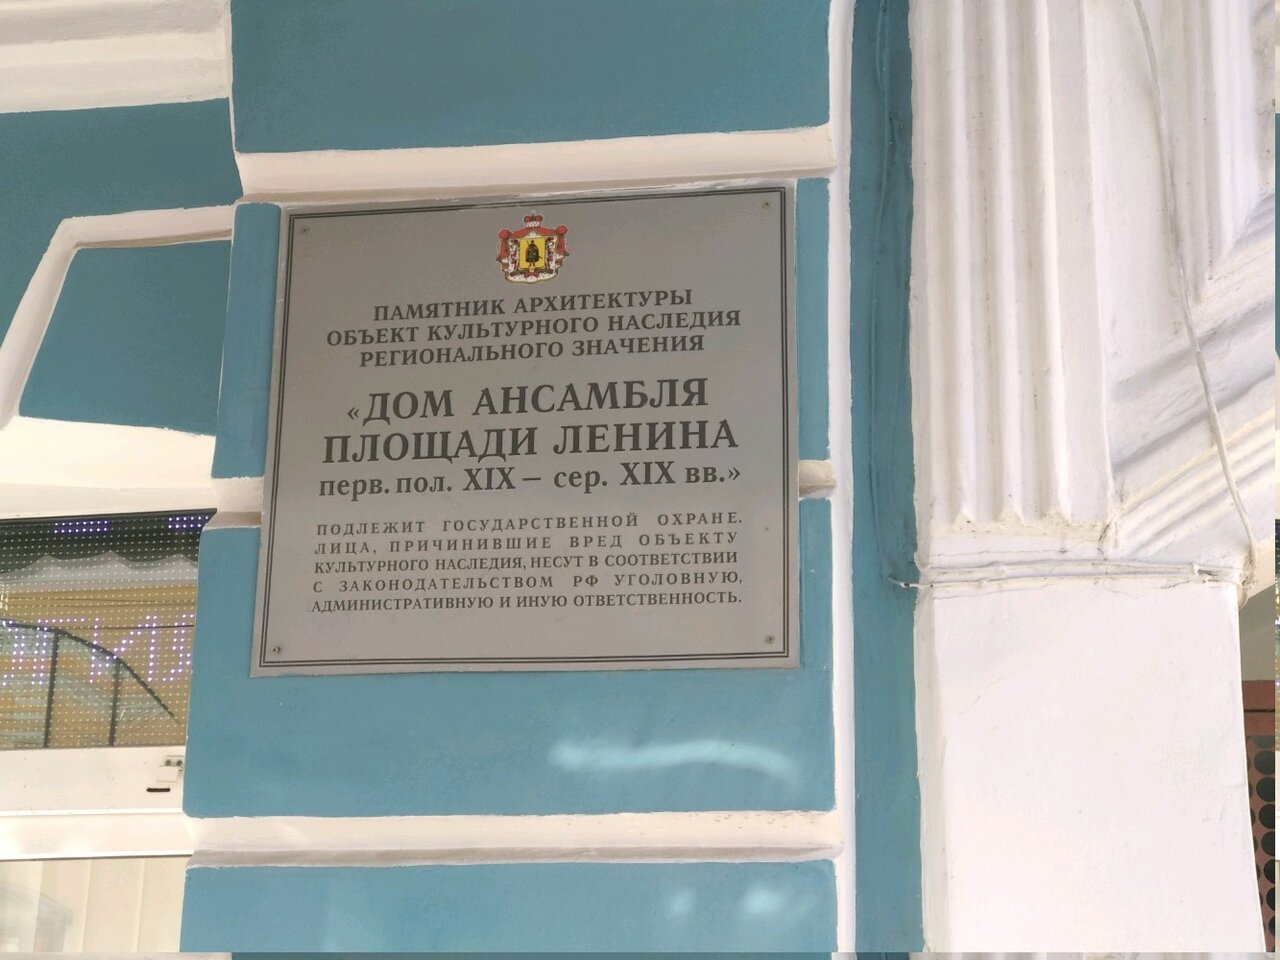 ПАМЯТНИК АРХИТЕКТУРЫ
ОБЪЕКТ КУЛЬТУРНОГО НАСЛЕДИЯ
РЕГИОНАЛЬНОГО ЗНАЧЕНИЯ
«ДОМ АНСАМБЛЯ
ПЛОЩАДИ ЛЕНИНА
перв. пол. XIX – сер. XIX вв.»
ПОДЛЕЖИТ ГОСУДАРСТВЕННОЙ ОХРАНЕ.
ЛИЦА, ПРИЧИНИВШИЕ ВРЕД ОБЪЕКТУ
КУЛЬТУРНОГО НАСЛЕДИЯ, НЕСУТ В СООТВЕТСТВИИ
С ЗАКОНОДАТЕЛЬСТВОМ РФ УГОЛОВНУЮ,
АДМИНИСТРАТИВНУЮ И ИНУЮ ОТВЕТСТВЕННОСТЬ.